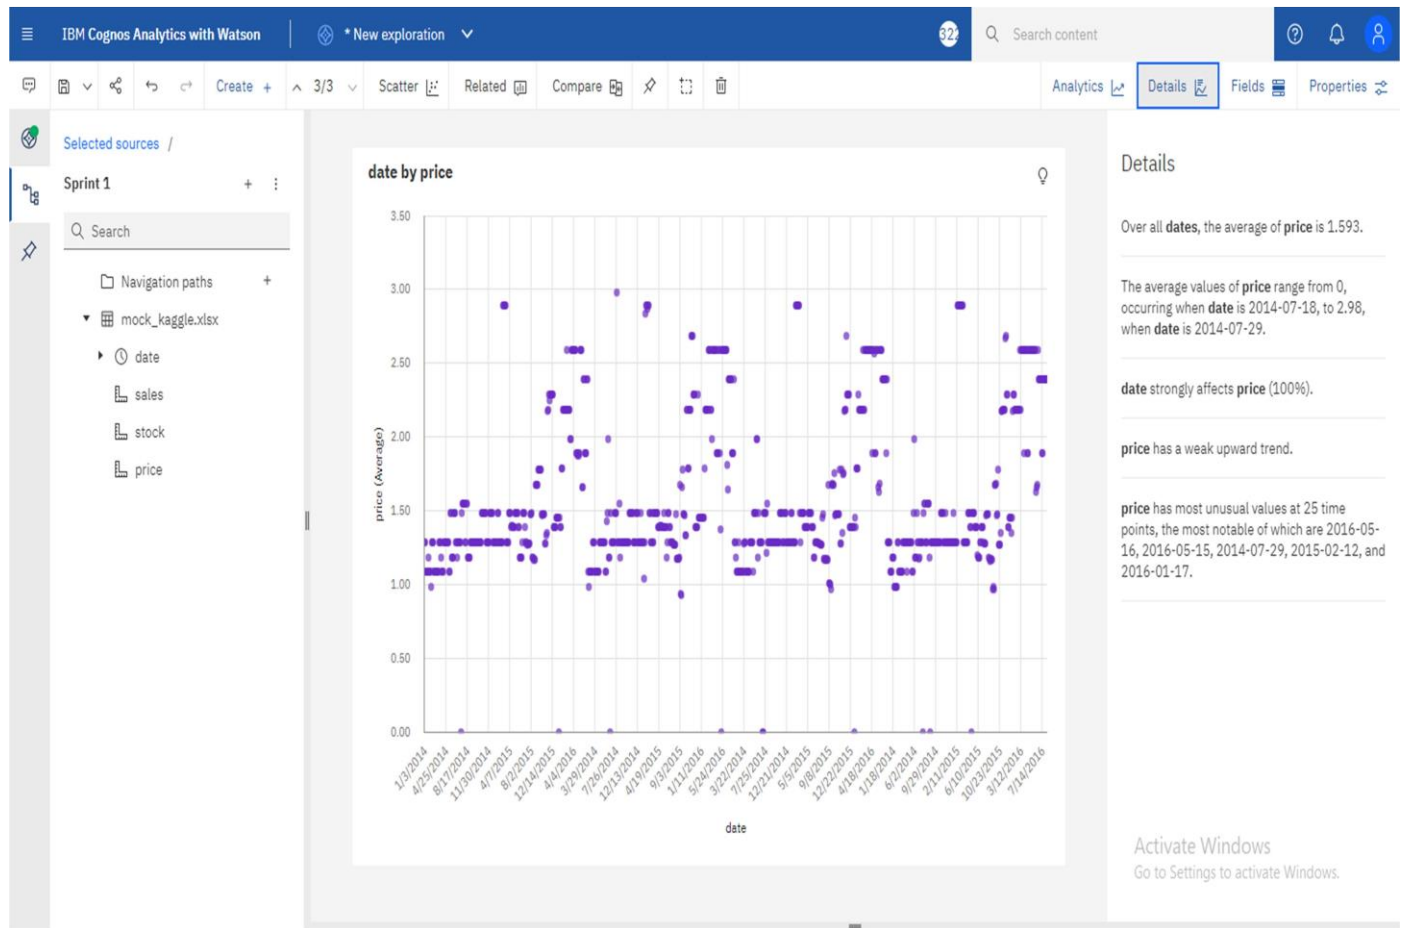 IBM Cognos Analytics with Watson
* New exploration
322
Search content
Create +
3/3
Scatter
Related
Compare
Analytics
Details
Fields
Properties
Selected sources /
Sprint 1
Search
Navigation paths
mock_kaggle.xlsx
date
sales
stock
price
date by price
3.50
3.00
2.50
2.00
1.50
1.00
0.50
0.00
price (Average)
1/3/2014
4/25/2014
8/17/2014
11/30/2014
4/7/2015
8/2/2015
12/14/2015
4/4/2016
3/29/2014
7/26/2014
12/13/2014
4/19/2015
9/3/2015
1/11/2016
5/24/2016
3/22/2014
7/25/2014
12/21/2014
5/5/2015
9/8/2015
12/22/2015
4/18/2016
1/18/2014
6/2/2014
9/29/2014
2/11/2015
6/10/2015
10/23/2015
3/12/2016
7/14/2016
date
Details
Over all dates, the average of price is 1.593.
The average values of price range from 0,
occurring when date is 2014-07-18, to 2.98,
when date is 2014-07-29.
date strongly affects price (100%).
price has a weak upward trend.
price has most unusual values at 25 time
points, the most notable of which are 2016-05-
16, 2016-05-15, 2014-07-29, 2015-02-12, and
2016-01-17.
Activate Windows
Go to Settings to activate Windows.